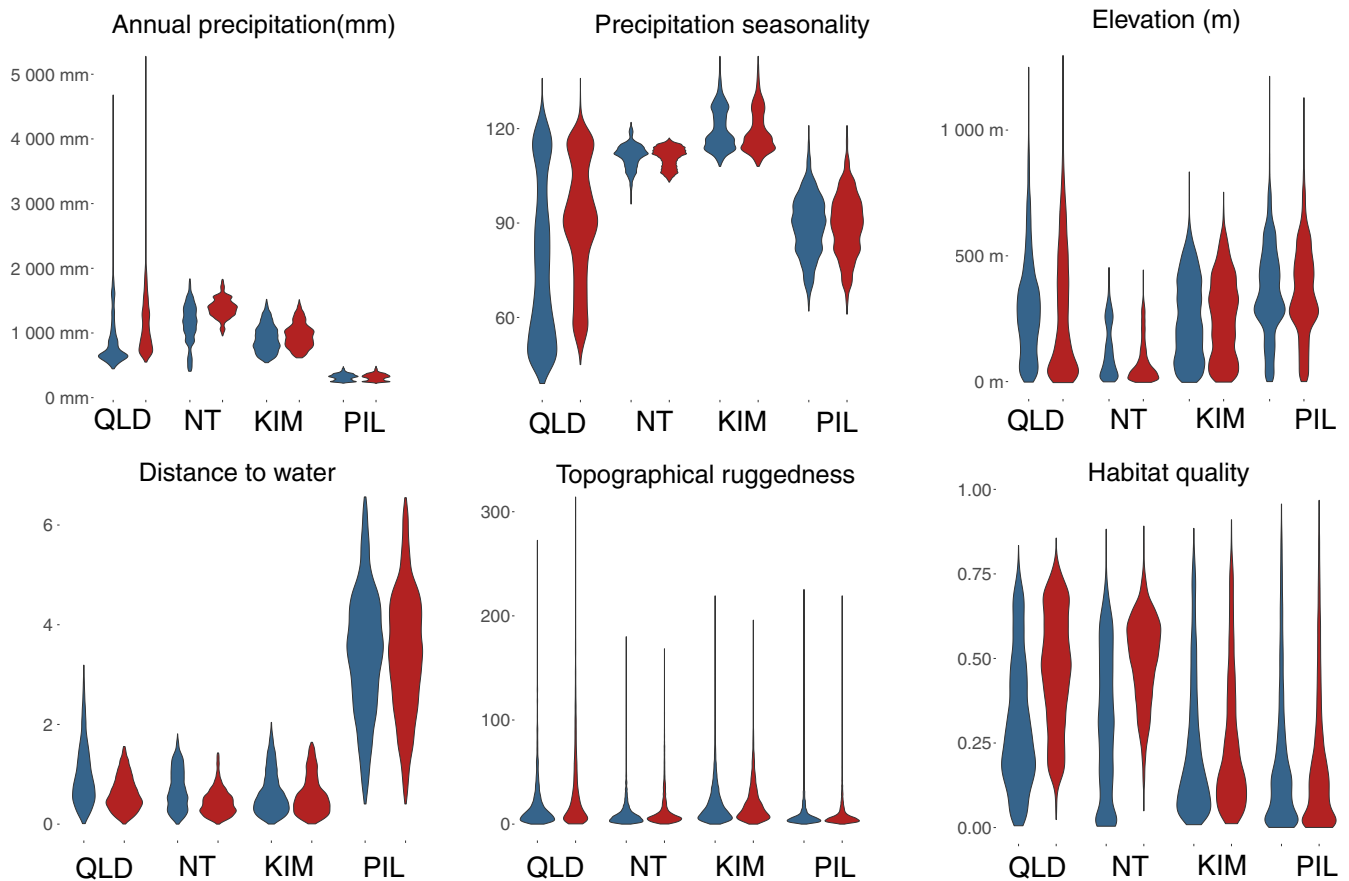 Annual precipitation(mm)
5 000 mm
4 000 mm
3 000 mm
2 000 mm
1 000 mm
0 mm
QLD NT KIM PIL
Precipitation seasonality
120
90
60
QLD NT KIM PIL
Elevation (m)
1 000 m
500 m
0 m
QLD NT KIM PIL
Distance to water
6
4
2
0
QLD NT KIM PIL
Topographical ruggedness
300
200
100
0
QLD NT KIM PIL
Habitat quality
1.00
0.75
0.50
0.25
0.00
QLD NT KIM PIL